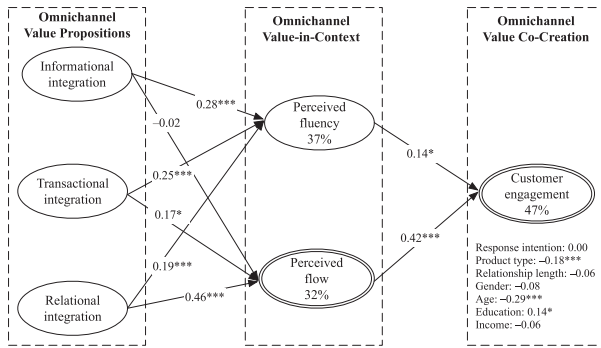 Omnichannel
Value Propositions
Omnichannel
Value-in-Context
Omnichannel
Value Co-Creation
Informational
integration
Transactional
integration
Relational
integration
0.28***
–0.02
0.25***
0.17*
0.19***
0.46***
Perceived
fluency
37%
Perceived
flow
32%
0.14*
0.42***
Customer
engagement
47%
Response intention: 0.00
Product type: –0.18***
Relationship length: –0.06
Gender: –0.08
Age: –0.29***
Education: 0.14*
Income: –0.06